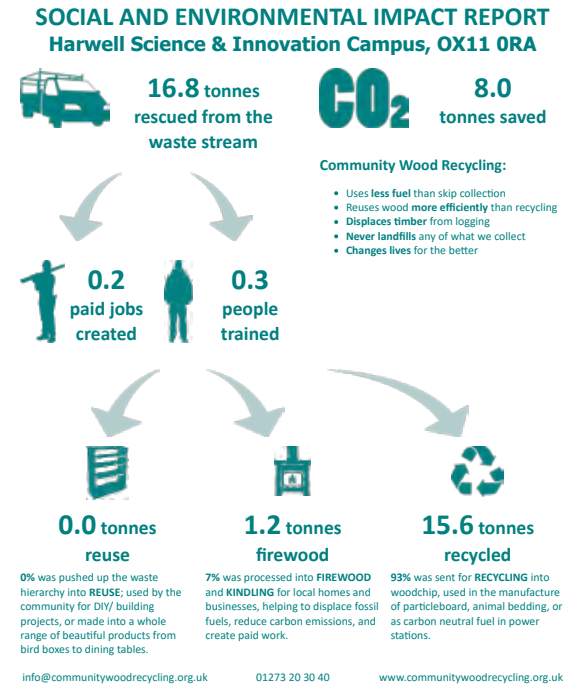 SOCIAL AND ENVIRONMENTAL IMPACT REPORT
Harwell Science & Innovation Campus, OX11 0RA
16.8 tonnes
rescued from the
waste stream
CO2
8.0
tonnes saved
Community Wood Recycling:
• Uses less fuel than skip collection
• Reuses wood more efficiently than recycling
• Displaces timber from logging
• Never landfills any of what we collect
• Changes lives for the better
0.2
paid jobs
created
0.3
people
trained
0.0 tonnes
reuse
0% was pushed up the waste
hierarchy into REUSE; used by the
community for DIY/ building
projects, or made into a whole
range of beautiful products from
bird boxes to dining tables.
1.2 tonnes
firewood
7% was processed into FIREWOOD
and KINDLING for local homes and
businesses, helping to displace fossil
fuels, reduce carbon emissions, and
create paid work.
15.6 tonnes
recycled
93% was sent for RECYCLING into
woodchip, used in the manufacture
of particleboard, animal bedding, or
as carbon neutral fuel in power
stations.
info@communitywoodrecycling.org.uk
01273 20 30 40
www.communitywoodrecycling.org.uk